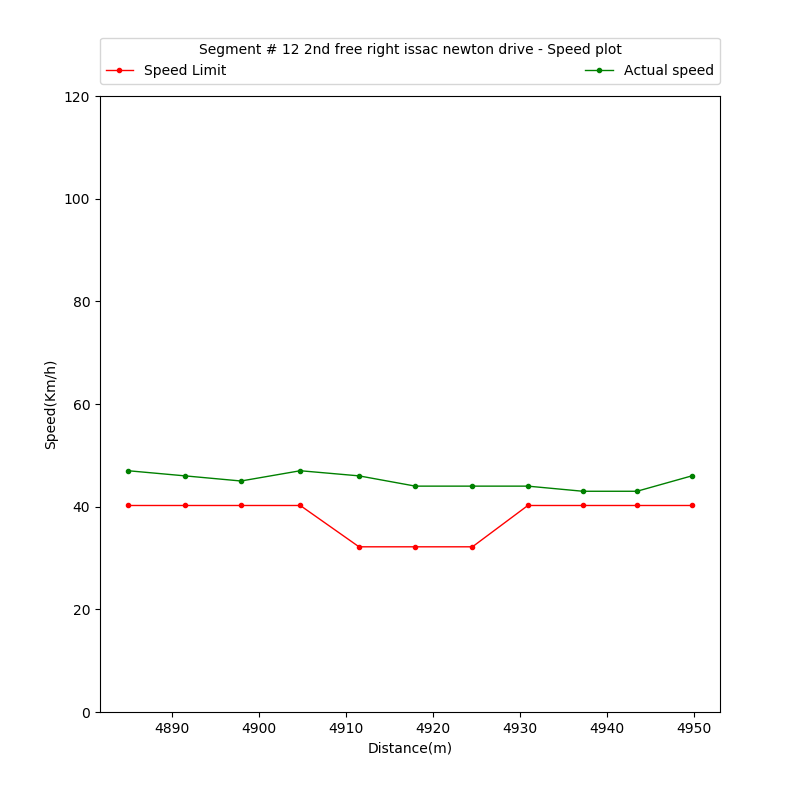 Segment # 12 2nd free right issac newton drive - Speed plot
Speed Limit
Actual speed
120
100
80
60
40
20
0
Speed(Km/h)
4890
4900
4910
4920
4930
4940
4950
Distance(m)